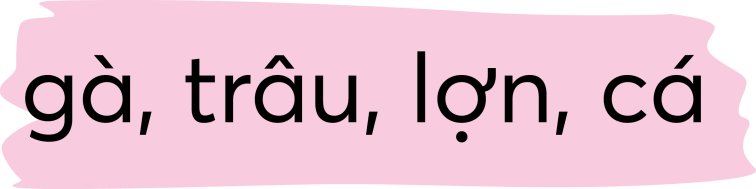 gà, trâu, lợn, cá